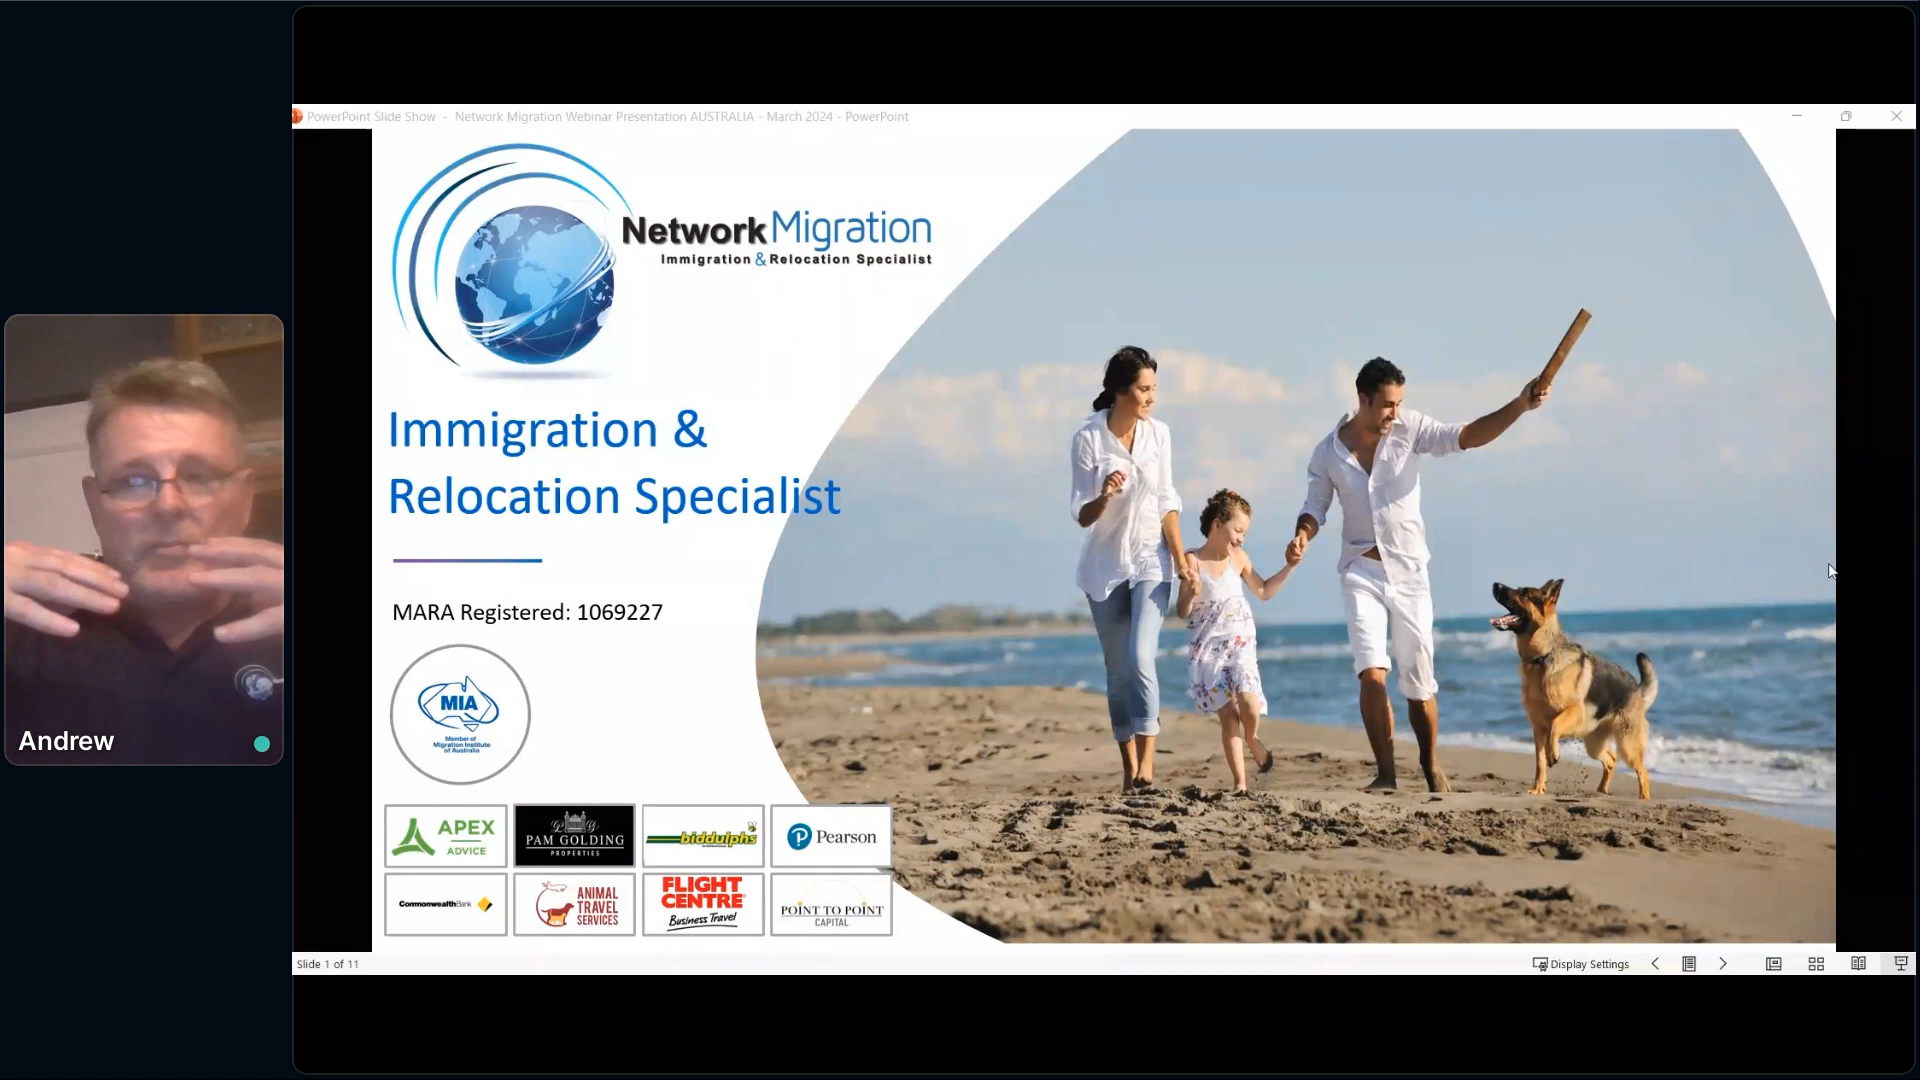 PowerPoint Slide Show - Network Migration Webinar Presentation AUSTRALIA - March 2024 - PowerPoint
NetworkMigration
Immigration & Relocation Specialist
Immigration &
Relocation Specialist
MARA Registered: 1069227
MIA
Member of
Migration Institute
of Australia
APEX
ADVICE
PAM GOLDING
PROPERTIES
biddulphs
Pearson
CommonwealthBank
ANIMAL
TRAVEL
SERVICES
FLIGHT
CENTRE
Business Travel
POINT TO POINT
CAPITAL
Andrew
Slide 1 of 11
Display Settings